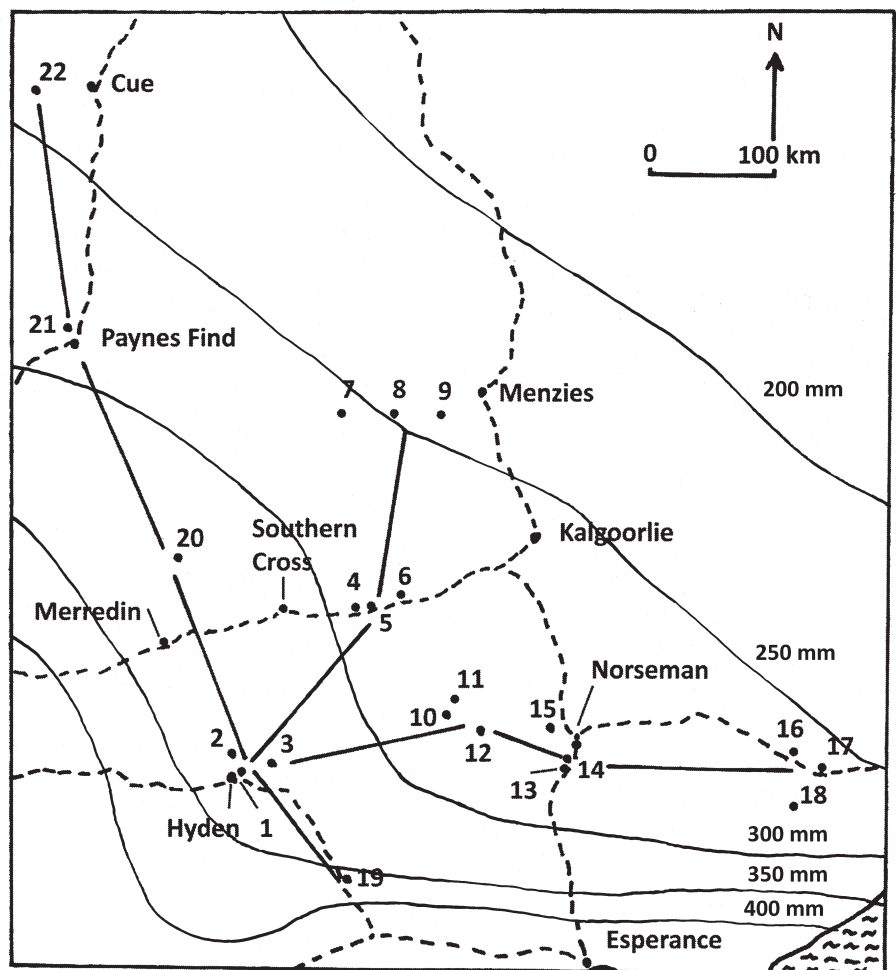 N
22
Cue
0 100 km
21
Paynes Find
7 8 9
Menzies
200 mm
20
Southern
Cross
Kalgoorlie
4 6
5
Merredin
250 mm
Norseman
11
10
15
12
16
17
2 3
13 14
18
Hyden 1
300 mm
350 mm
19
400 mm
Esperance